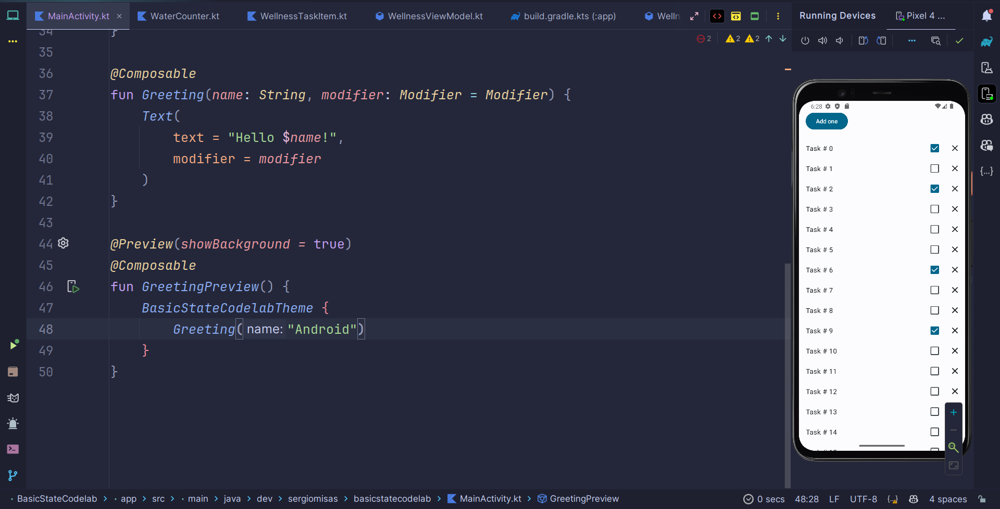 MainActivity.kt WaterCounter.kt WellnessTaskItem.kt WellnessViewModel.kt build.gradle.kts (:app) Welln
Running Devices Pixel 4 ...
2 2 2
34 }
35
36 @Composable
37 fun Greeting(name: String, modifier: Modifier = Modifier) {
38 Text(
39 text = "Hello $name!",
40 modifier = modifier
41 )
42 }
43
44 @Preview(showBackground = true)
45 @Composable
46 fun GreetingPreview() {
47 BasicStateCodelabTheme {
48 Greeting( name: "Android")
49 }
50 }
6:28
Add one
Task # 0
Task # 1
Task # 2
Task # 3
Task # 4
Task # 5
Task # 6
Task # 7
Task # 8
Task # 9
Task # 10
Task # 11
Task # 12
Task # 13
Task # 14
BasicStateCodelab > app > src > main > java > dev > sergiomisas > basicstatecodelab > MainActivity.kt > GreetingPreview
0 secs 48:28 LF UTF-8 4 spaces